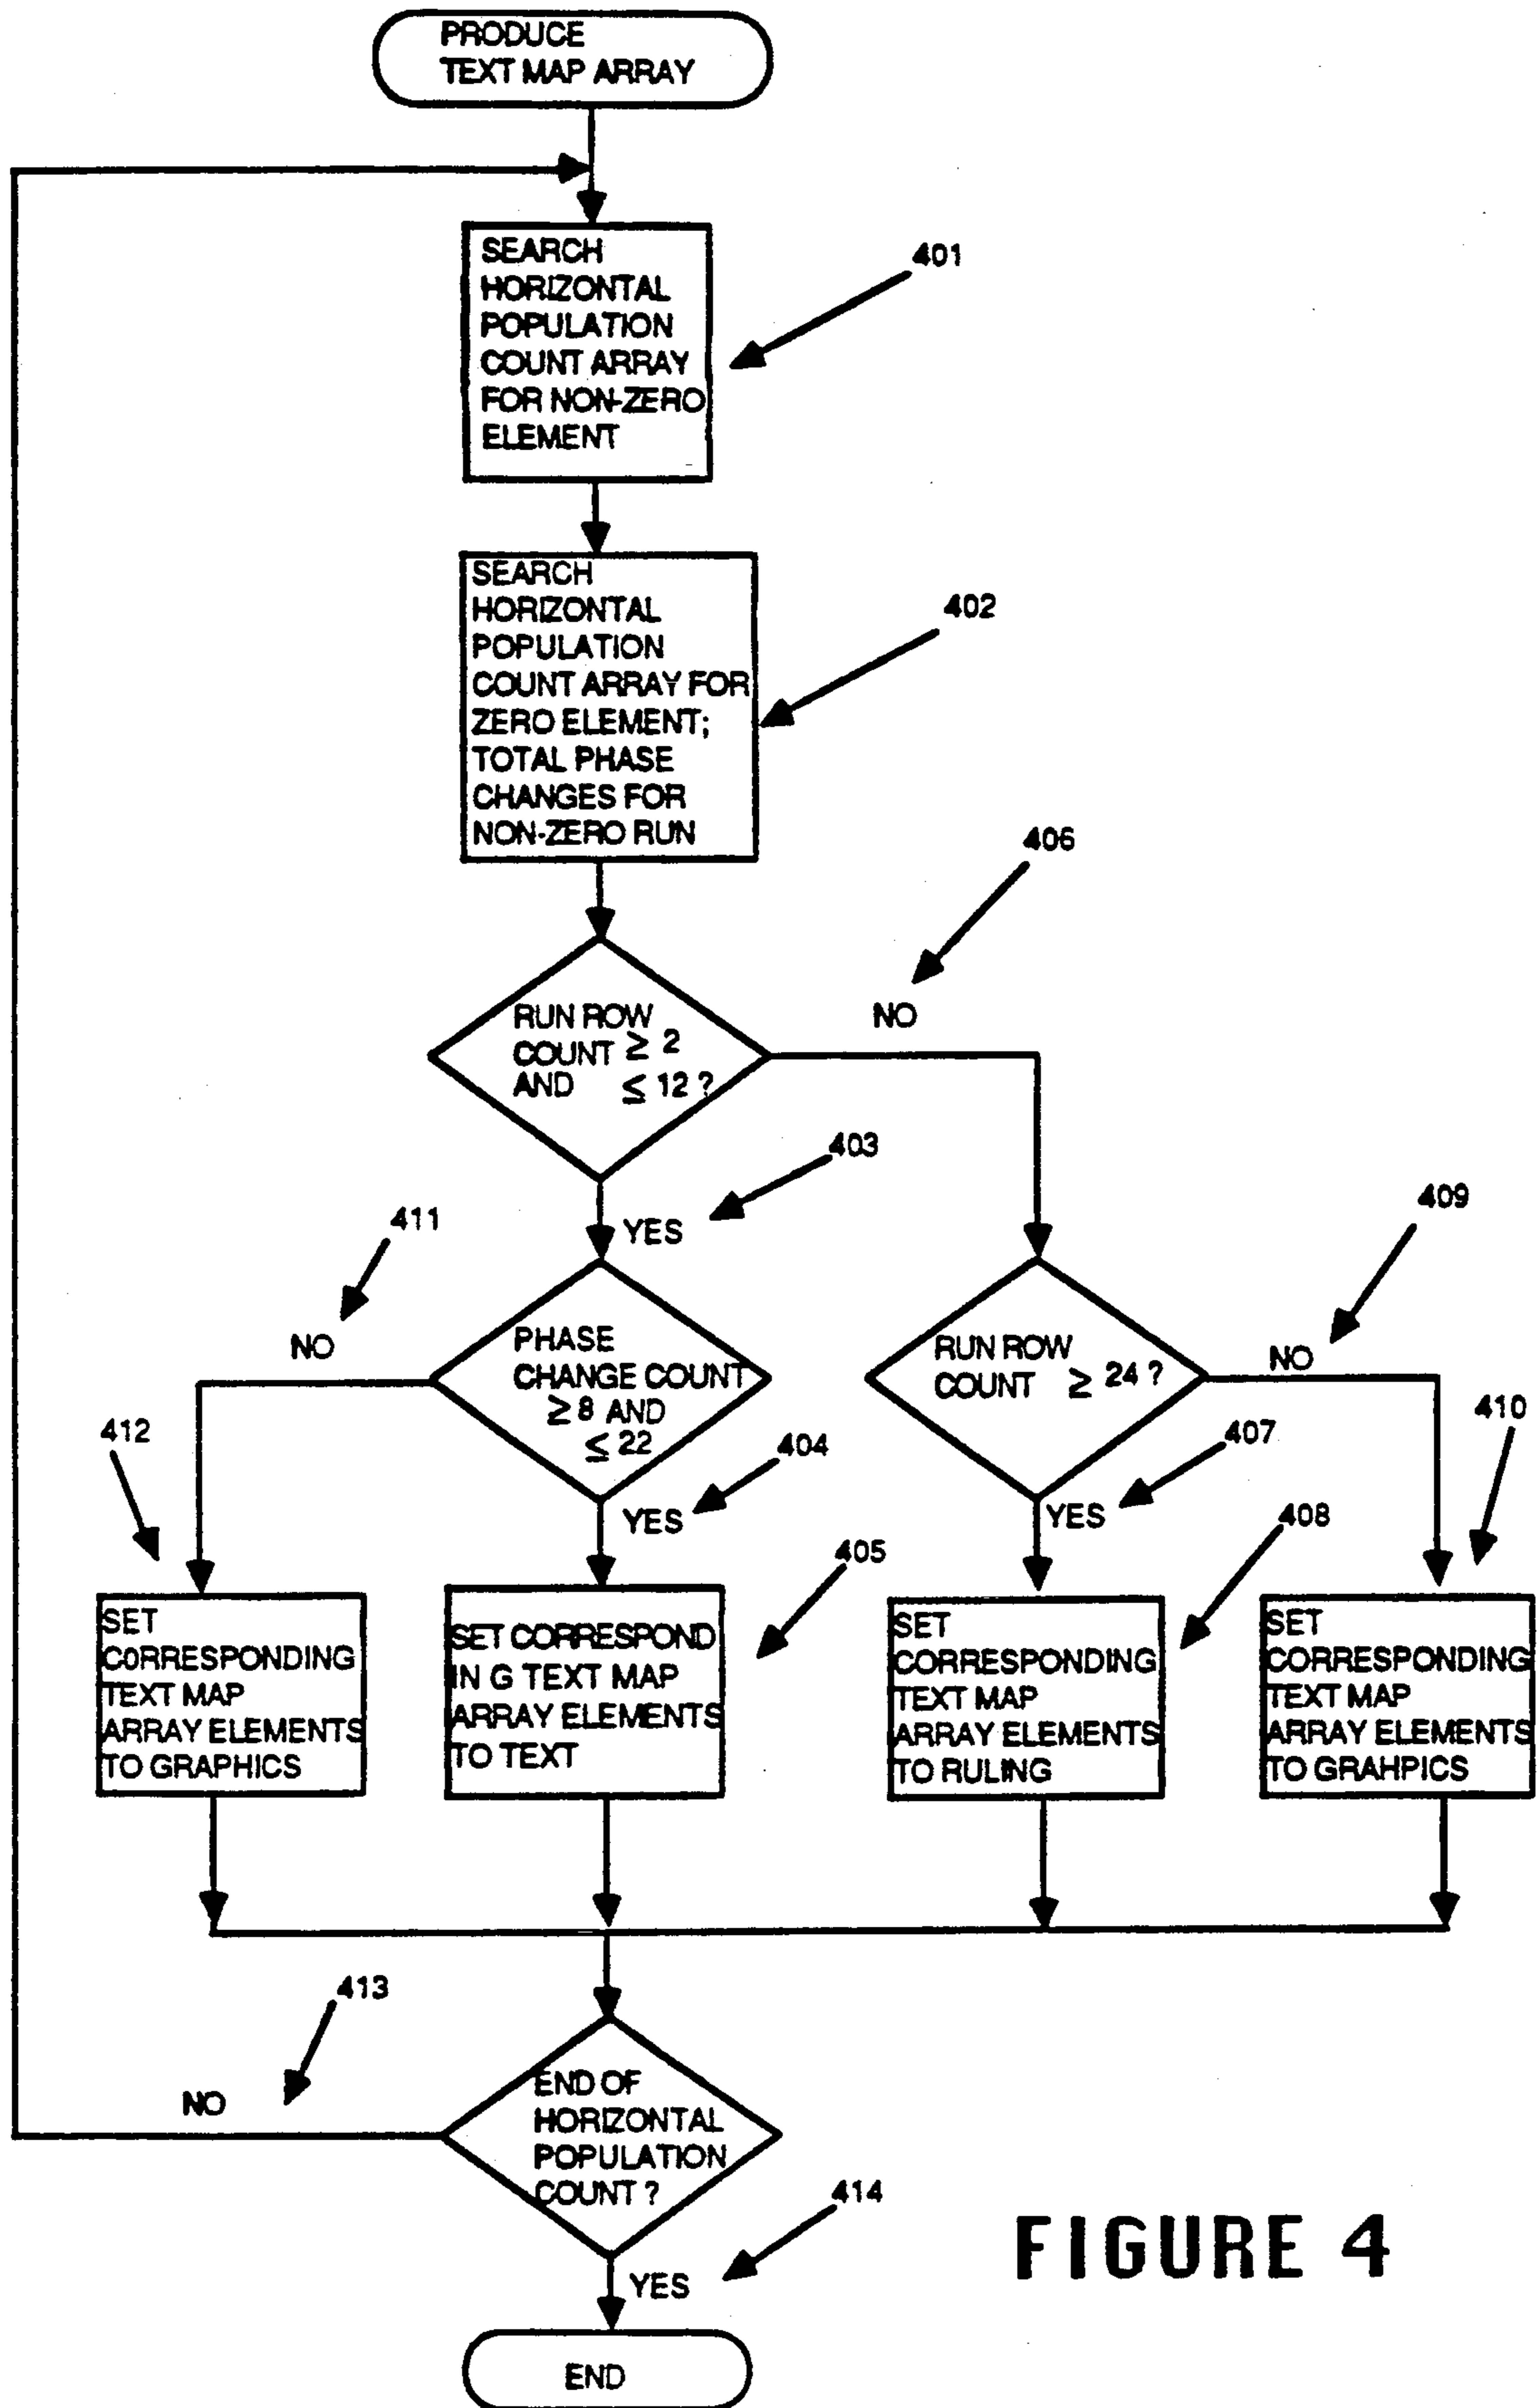 PRODUCE
TEXT MAP ARRAY
SEARCH
HORIZONTAL
POPULATION
COUNT ARRAY
FOR NON-ZERO
ELEMENT
401
SEARCH
HORIZONTAL
POPULATION
COUNT ARRAY FOR
ZERO ELEMENT;
TOTAL PHASE
CHANGES FOR
NON-ZERO RUN
402
RUN ROW
COUNT ≥ 2
AND ≤ 12 ?
406
NO
403
YES
411
NO
PHASE
CHANGE COUNT
≥ 8 AND
≤ 22
404
YES
RUN ROW
COUNT ≥ 24 ?
409
NO
407
YES
412
SET
CORRESPONDING
TEXT MAP
ARRAY ELEMENTS
TO GRAPHICS
405
SET CORRESPOND
IN G TEXT MAP
ARRAY ELEMENTS
TO TEXT
408
SET
CORRESPONDING
TEXT MAP
ARRAY ELEMENTS
TO RULING
410
SET
CORRESPONDING
TEXT MAP
ARRAY ELEMENTS
TO GRAHPICS
413
NO
END OF
HORIZONTAL
POPULATION
COUNT ?
414
YES
END
FIGURE 4